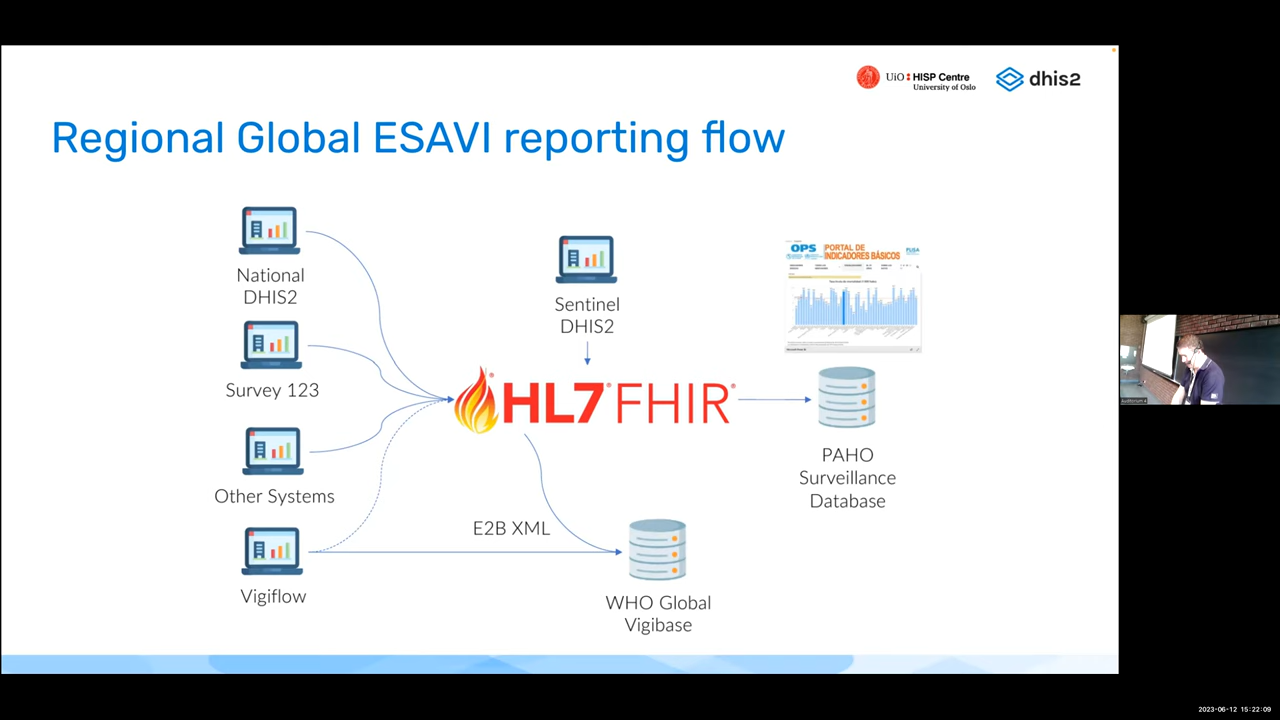 UiO HISP Centre
University of Oslo
dhis2
Regional Global ESAVI reporting flow
National
DHIS2
Survey 123
Other Systems
Vigiflow
Sentinel
DHIS2
HL7® FHIR®
E2B XML
WHO Global
Vigibase
OPS
PORTAL DE
INDICADORES BÁSICOS
PAHO
Surveillance
Database
2023-06-12 15:22:09